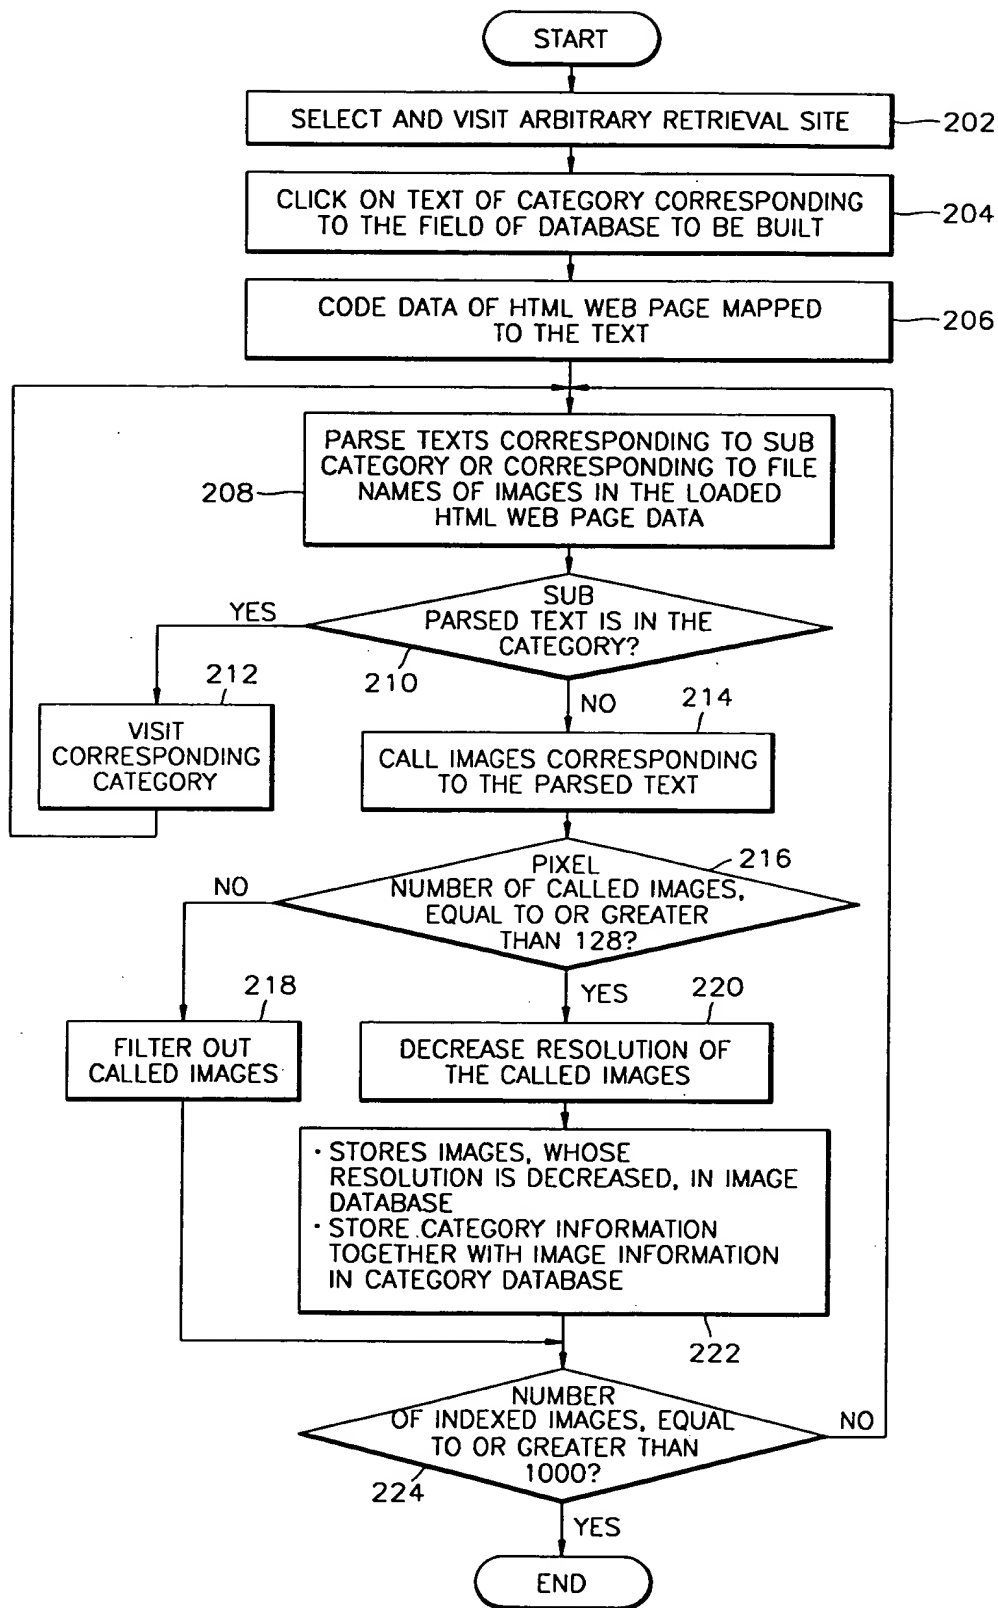 START
SELECT AND VISIT ARBITRARY RETRIEVAL SITE
202
CLICK ON TEXT OF CATEGORY CORRESPONDING
TO THE FIELD OF DATABASE TO BE BUILT
204
CODE DATA OF HTML WEB PAGE MAPPED
TO THE TEXT
206
PARSE TEXTS CORRESPONDING TO SUB
CATEGORY OR CORRESPONDING TO FILE
NAMES OF IMAGES IN THE LOADED
HTML WEB PAGE DATA
208
SUB
PARSED TEXT IS IN THE
CATEGORY?
YES
210
212
NO
214
VISIT
CORRESPONDING
CATEGORY
CALL IMAGES CORRESPONDING
TO THE PARSED TEXT
216
PIXEL
NUMBER OF CALLED IMAGES,
EQUAL TO OR GREATER
THAN 128?
NO
218
YES
220
FILTER OUT
CALLED IMAGES
DECREASE RESOLUTION OF
THE CALLED IMAGES
· STORES IMAGES, WHOSE
RESOLUTION IS DECREASED, IN IMAGE
DATABASE
· STORE CATEGORY INFORMATION
TOGETHER WITH IMAGE INFORMATION
IN CATEGORY DATABASE
222
NUMBER
OF INDEXED IMAGES, EQUAL
TO OR GREATER THAN
1000?
NO
224
YES
END